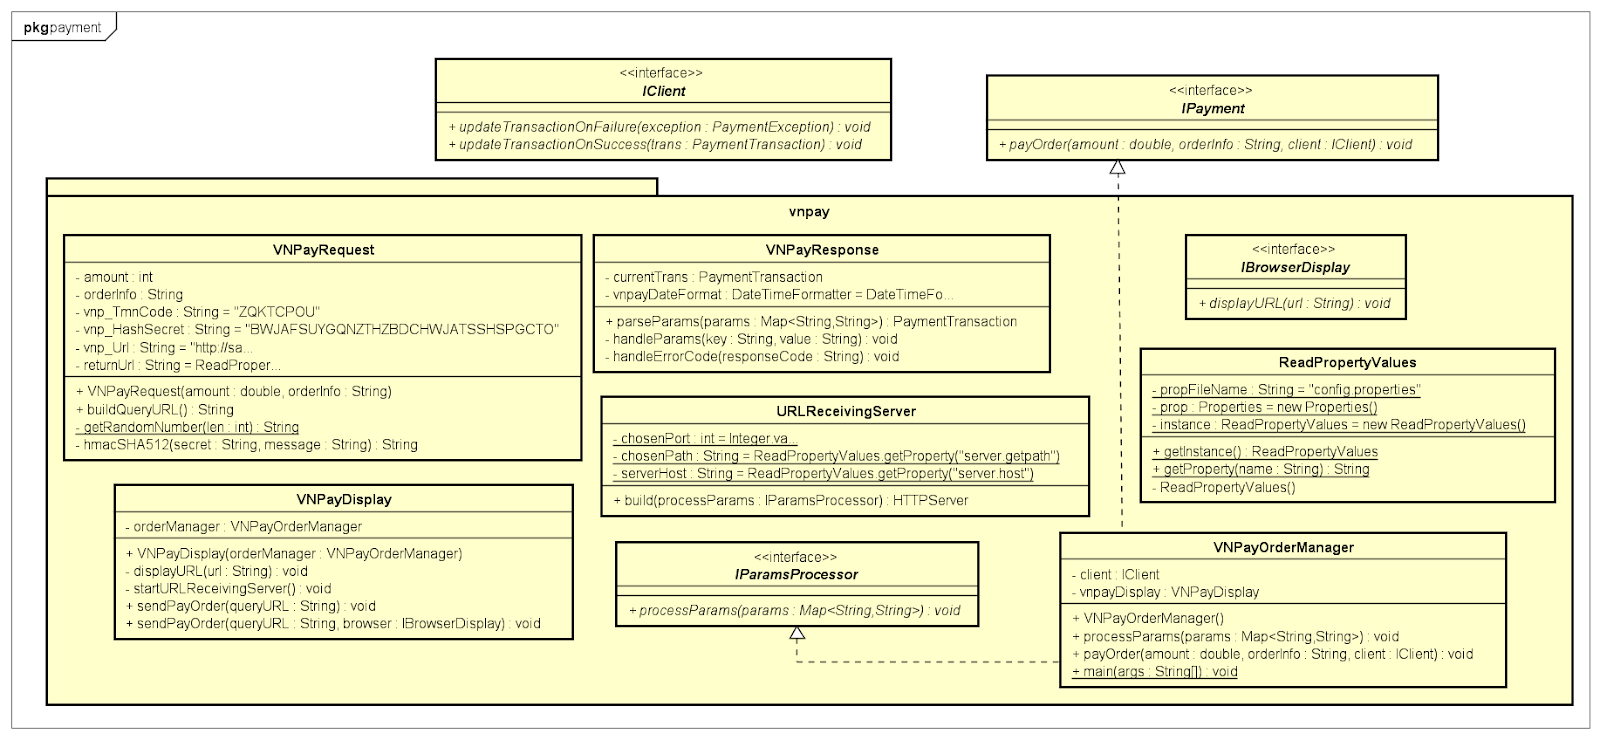 pkg payment
<<interface>>
IClient
+ updateTransactionOnFailure(exception : PaymentException) : void
+ updateTransactionOnSuccess(trans : PaymentTransaction) : void
<<interface>>
IPayment
+ payOrder(amount : double, orderInfo : String, client : IClient) : void
vnpay
VNPayRequest
- amount : int
- orderInfo : String
- vnp_TmnCode : String = "ZQKTCPOU"
- vnp_HashSecret : String = "BWJAFSUYGQNZTHZBDCHWJATSSHSPGCTO"
- vnp_Url : String = "http://sa...
- returnUrl : String = ReadProper...
+ VNPayRequest(amount : double, orderInfo : String)
+ buildQueryURL() : String
- getRandomNumber(len : int) : String
- hmacSHA512(secret : String, message : String) : String
VNPayResponse
- currentTrans : PaymentTransaction
- vnpayDateFormat : DateTimeFormatter = DateTimeFo...
+ parseParams(params : Map<String,String>) : PaymentTransaction
- handleParams(key : String, value : String) : void
- handleErrorCode(responseCode : String) : void
<<interface>>
IBrowserDisplay
+ displayURL(url : String) : void
ReadPropertyValues
- propFileName : String = "config.properties"
- prop : Properties = new Properties()
- instance : ReadPropertyValues = new ReadPropertyValues()
+ getInstance() : ReadPropertyValues
+ getProperty(name : String) : String
- ReadPropertyValues()
URLReceivingServer
- chosenPort : int = Integer.va...
- chosenPath : String = ReadPropertyValues.getProperty("server.getpath")
- serverHost : String = ReadPropertyValues.getProperty("server.host")
+ build(processParams : IParamsProcessor) : HTTPServer
VNPayDisplay
- orderManager : VNPayOrderManager
+ VNPayDisplay(orderManager : VNPayOrderManager)
- displayURL(url : String) : void
- startURLReceivingServer() : void
+ sendPayOrder(queryURL : String) : void
+ sendPayOrder(queryURL : String, browser : IBrowserDisplay) : void
<<interface>>
IParamsProcessor
+ processParams(params : Map<String,String>) : void
VNPayOrderManager
- client : IClient
- vnpayDisplay : VNPayDisplay
+ VNPayOrderManager()
+ processParams(params : Map<String,String>) : void
+ payOrder(amount : double, orderInfo : String, client : IClient) : void
+ main(args : String[]) : void